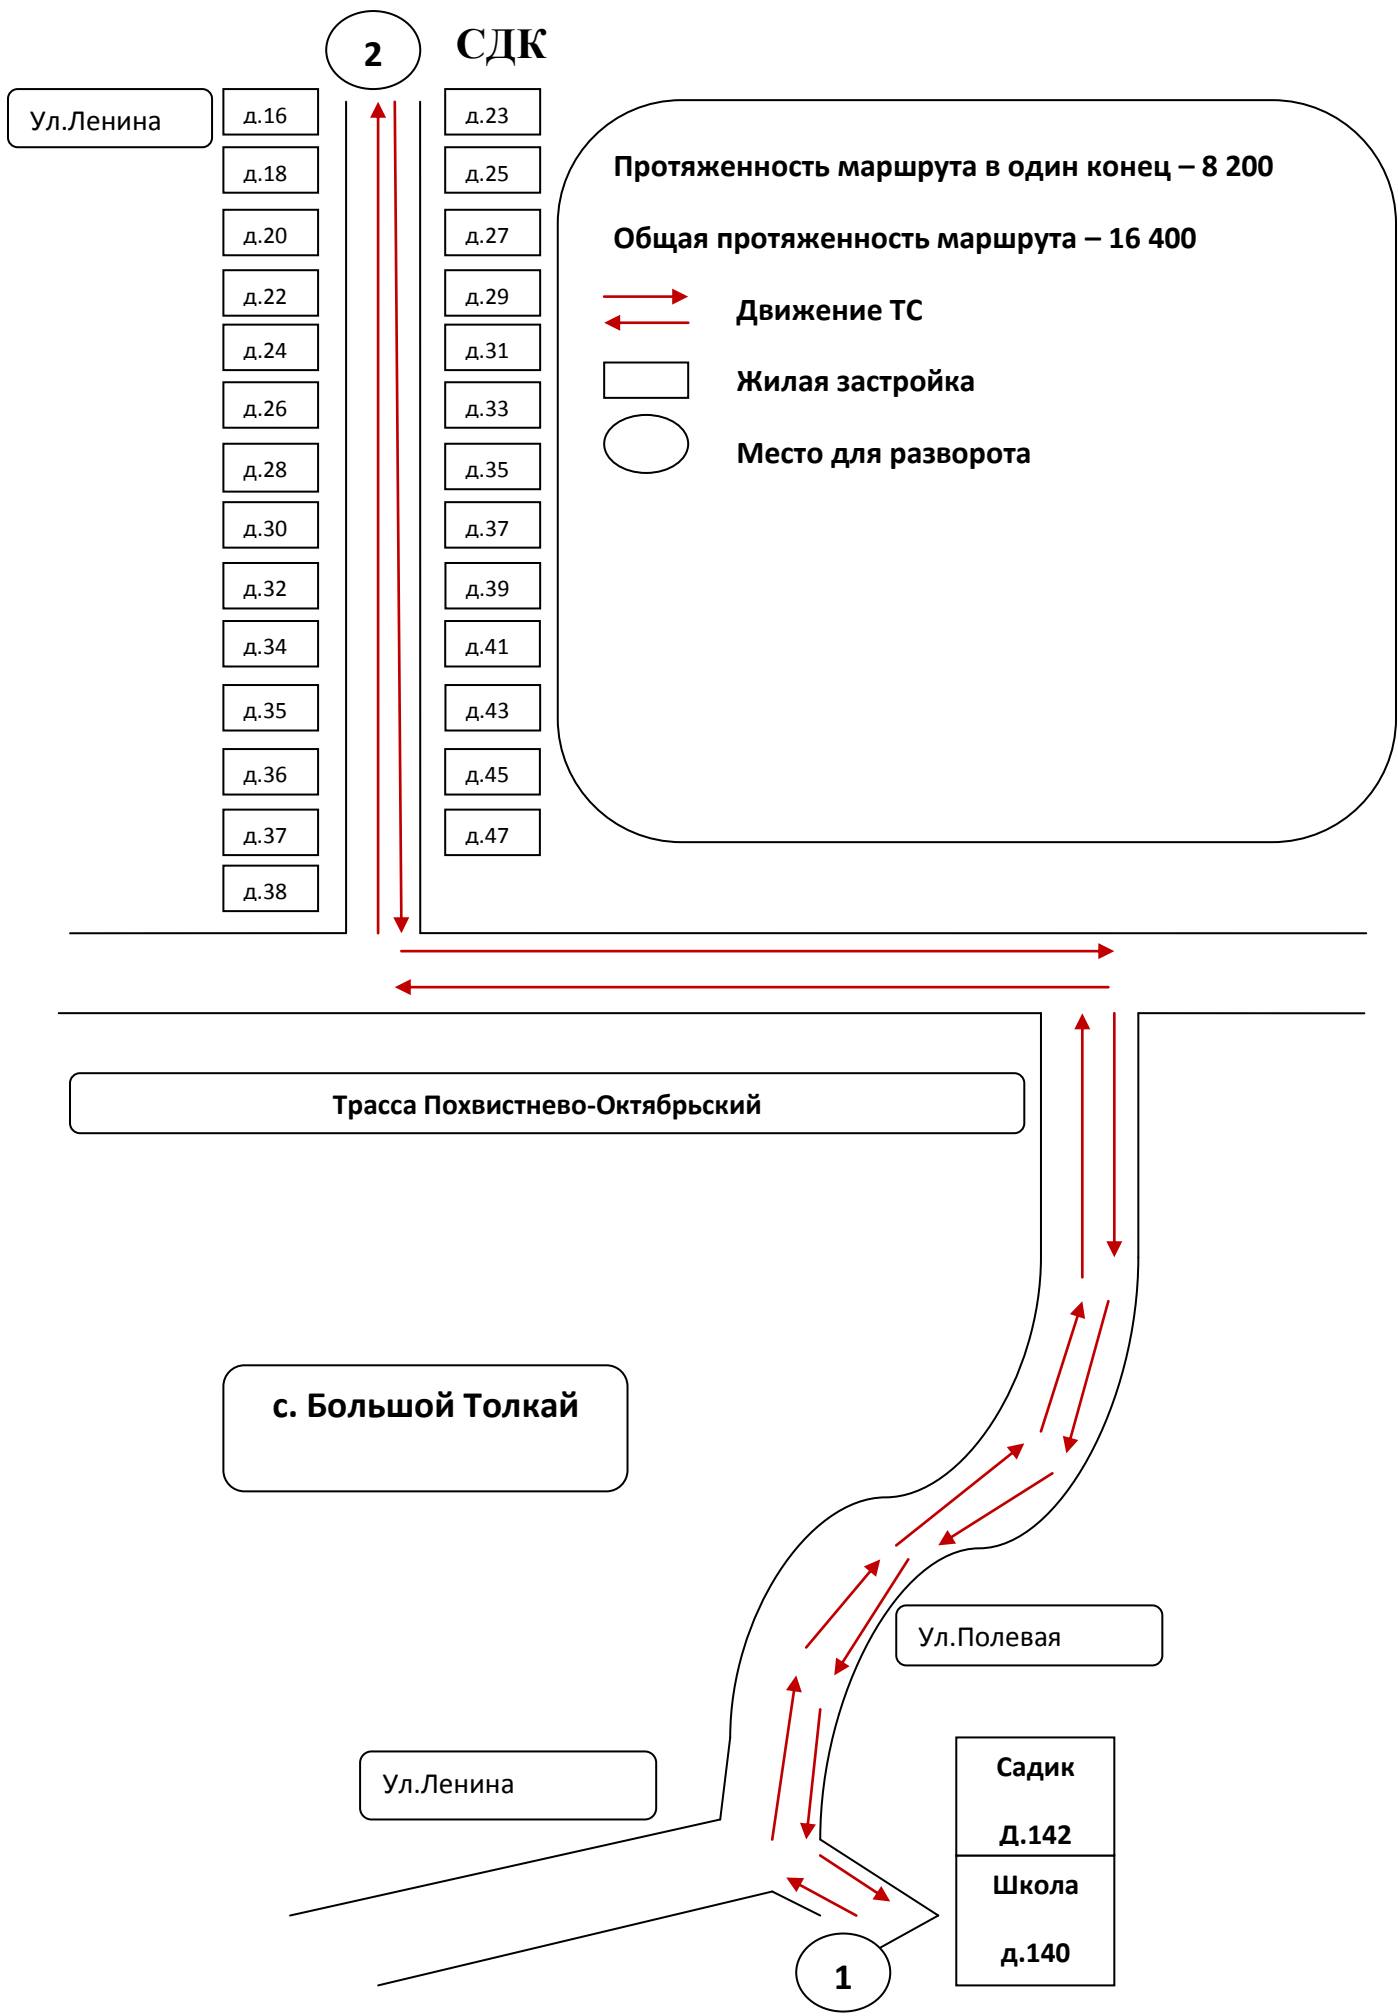 2
СДК
Ул.Ленина
д.16
д.23
д.18
д.25
д.20
д.27
д.22
д.29
д.24
д.31
д.26
д.33
д.28
д.35
д.30
д.37
д.32
д.39
д.34
д.41
д.35
д.43
д.36
д.45
д.37
д.47
д.38
Протяженность маршрута в один конец – 8 200
Общая протяженность маршрута – 16 400
Движение ТС
Жилая застройка
Место для разворота
Трасса Похвистнево-Октябрьский
с. Большой Толкай
Ул.Полевая
Ул.Ленина
Садик
Д.142
Школа
д.140
1